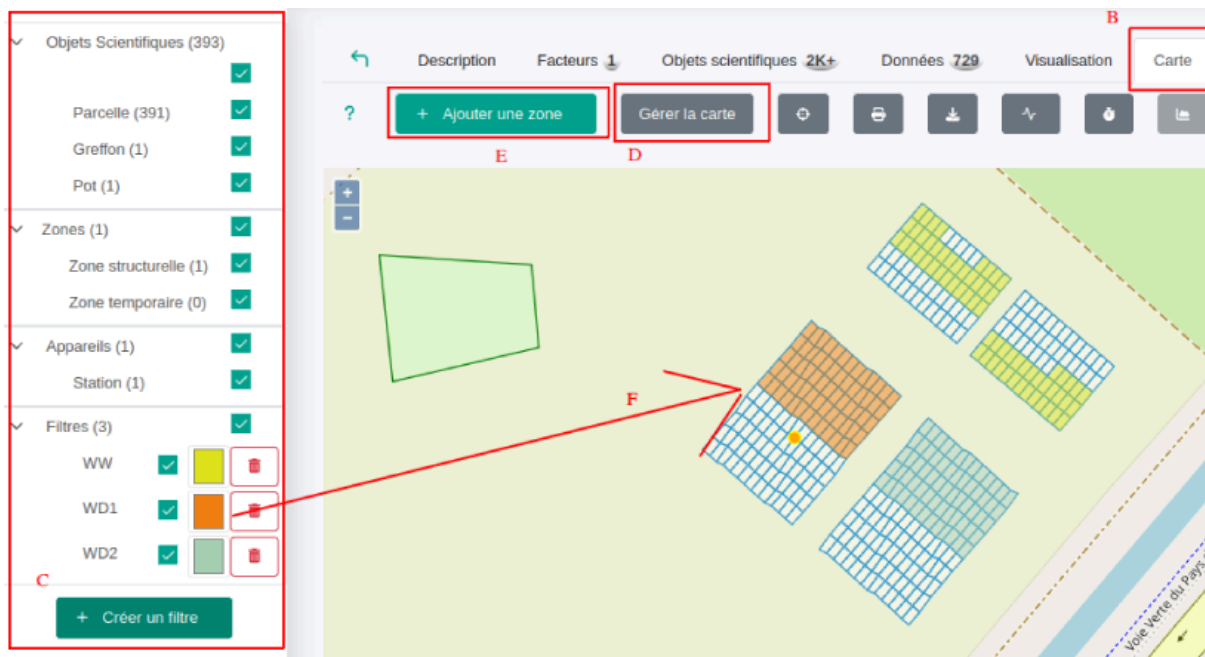 Objets Scientifiques (393)
Parcelle (391)
Greffon (1)
Pot (1)
Zones (1)
Zone structurelle (1)
Zone temporaire (0)
Appareils (1)
Station (1)
Filtres (3)
WW
WD1
WD2
C
+ Créer un filtre
B
Description Facteurs 1 Objets scientifiques 2K+ Données 729 Visualisation Carte
? + Ajouter une zone Gérer la carte
E D
+
−
F
Voie Verte du Pays